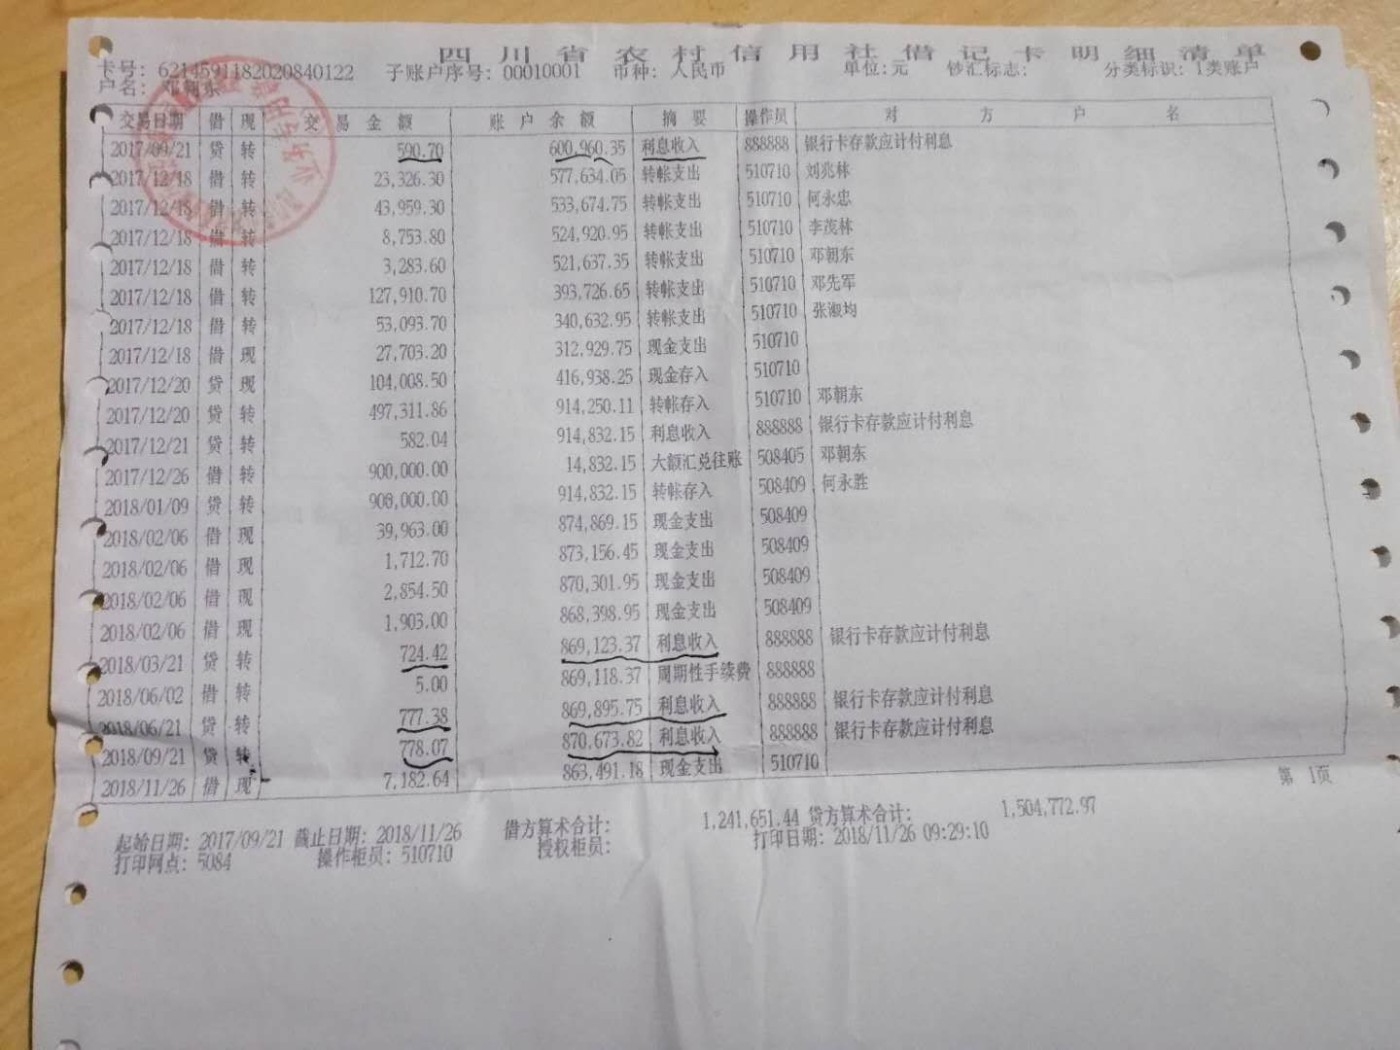 四川省农村信用社借记卡明细清单
卡号: 6214591182020840122 子账户序号: 00010001 币种: 人民币 单位:元 钞汇标志: 分类标识: 1类账户
户名: 邓朝东
交易日期 借 现 交易金额 账户余额 摘要 操作员 对方户名
2017/09/21 贷 转 590.70 600,960.35 利息收入 888888 银行卡存款应计付利息
2017/12/18 借 转 23,326.30 577,634.05 转帐支出 510710 刘兆林
2017/12/18 借 转 43,959.30 533,674.75 转帐支出 510710 何永忠
2017/12/18 借 转 8,753.80 524,920.95 转帐支出 510710 李茂林
2017/12/18 借 转 3,283.60 521,637.35 转帐支出 510710 邓朝东
2017/12/18 借 转 127,910.70 393,726.65 转帐支出 510710 邓先军
2017/12/18 借 转 53,093.70 340,632.95 转帐支出 510710 张淑均
2017/12/18 借 现 27,703.20 312,929.75 现金支出 510710
2017/12/20 贷 现 104,008.50 416,938.25 现金存入 510710
2017/12/20 贷 转 497,311.86 914,250.11 转帐存入 510710 邓朝东
2017/12/21 贷 转 582.04 914,832.15 利息收入 888888 银行卡存款应计付利息
2017/12/26 借 转 900,000.00 14,832.15 大额汇兑往账 508405 邓朝东
2018/01/09 贷 转 900,000.00 914,832.15 转帐存入 508409 何永胜
2018/02/06 借 现 39,963.00 874,869.15 现金支出 508409
2018/02/06 借 现 1,712.70 873,156.45 现金支出 508409
2018/02/06 借 现 2,854.50 870,301.95 现金支出 508409
2018/02/06 借 现 1,903.00 868,398.95 现金支出 508409
2018/03/21 贷 转 724.42 869,123.37 利息收入 888888 银行卡存款应计付利息
2018/06/02 借 转 5.00 869,118.37 周期性手续费 888888
2018/06/21 贷 转 777.38 869,895.75 利息收入 888888 银行卡存款应计付利息
2018/09/21 贷 转 778.07 870,673.82 利息收入 888888 银行卡存款应计付利息
2018/11/26 借 现 7,182.64 863,491.18 现金支出 510710
第 1页
起始日期: 2017/09/21 截止日期: 2018/11/26 借方算术合计: 1,241,651.44 贷方算术合计: 1,504,772.97
打印网点: 5084 操作柜员: 510710 授权柜员: 打印日期: 2018/11/26 09:29:10